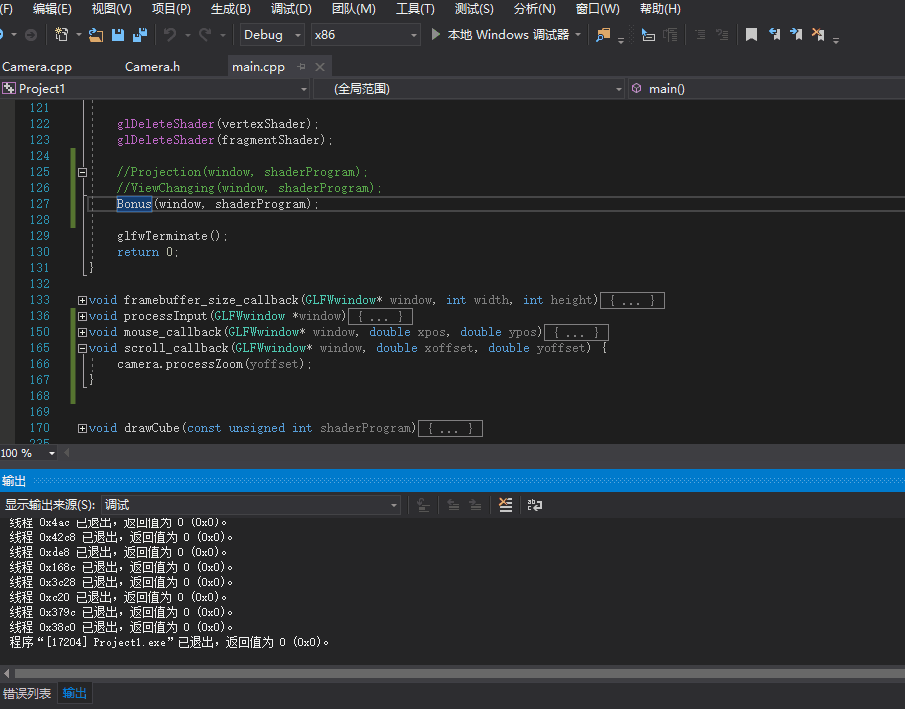 (F) 编辑(E) 视图(V) 项目(P) 生成(B) 调试(D) 团队(M) 工具(T) 测试(S) 分析(N) 窗口(W) 帮助(H)
Debug x86 本地 Windows 调试器
Camera.cpp Camera.h main.cpp
Project1 (全局范围) main()
121
122 glDeleteShader(vertexShader);
123 glDeleteShader(fragmentShader);
124
125 //Projection(window, shaderProgram);
126 //ViewChanging(window, shaderProgram);
127 Bonus(window, shaderProgram);
128
129 glfwTerminate();
130 return 0;
131 }
132
133 void framebuffer_size_callback(GLFWwindow* window, int width, int height){ ... }
136 void processInput(GLFWwindow *window){ ... }
150 void mouse_callback(GLFWwindow* window, double xpos, double ypos){ ... }
165 void scroll_callback(GLFWwindow* window, double xoffset, double yoffset) {
166 camera.processZoom(yoffset);
167 }
168
169
170 void drawCube(const unsigned int shaderProgram){ ... }
235
100 %
输出
显示输出来源(S): 调试
线程 0x4ac 已退出，返回值为 0 (0x0)。
线程 0x42c8 已退出，返回值为 0 (0x0)。
线程 0xde8 已退出，返回值为 0 (0x0)。
线程 0x168c 已退出，返回值为 0 (0x0)。
线程 0x3c28 已退出，返回值为 0 (0x0)。
线程 0xc20 已退出，返回值为 0 (0x0)。
线程 0x379c 已退出，返回值为 0 (0x0)。
线程 0x38c0 已退出，返回值为 0 (0x0)。
程序“[17204] Project1.exe”已退出，返回值为 0 (0x0)。
错误列表 输出